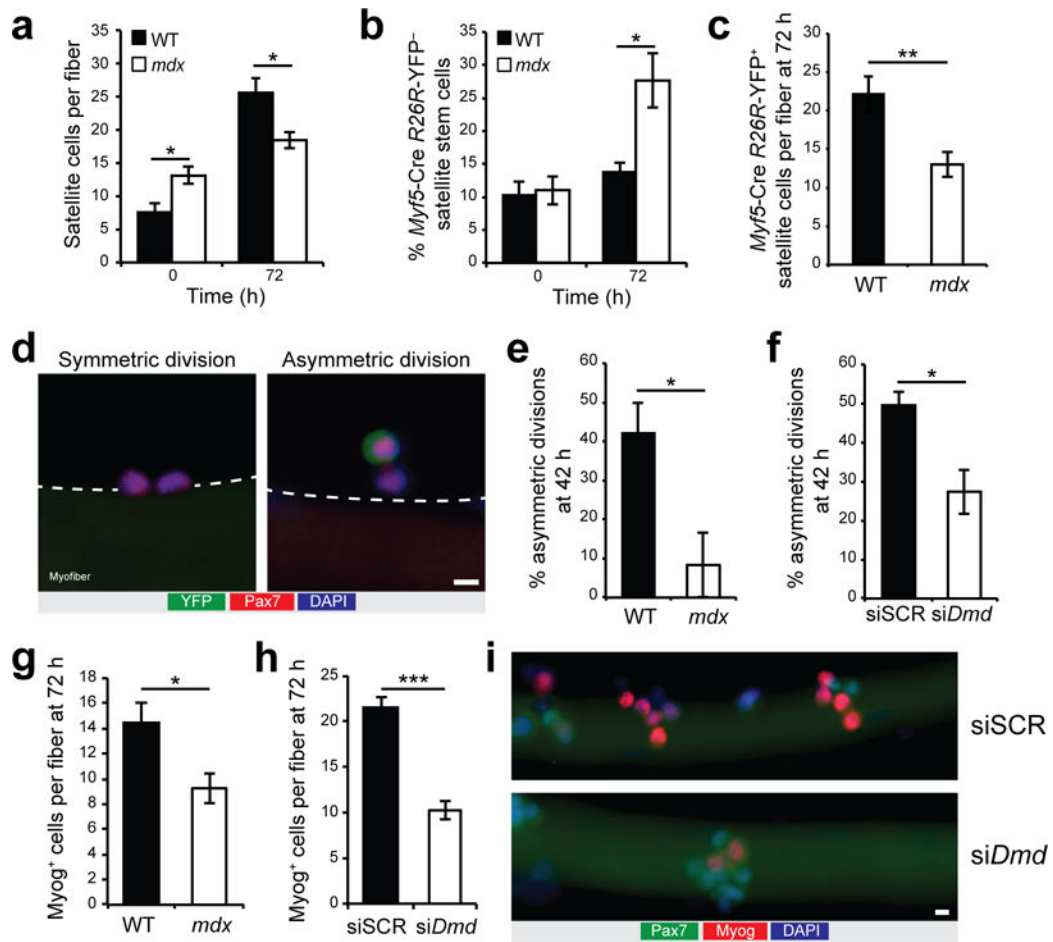 a
WT
mdx
*
*
Satellite cells per fiber
35
30
25
20
15
10
5
0
72
Time (h)
b
WT
mdx
*
% Myf5-Cre R26R-YFP⁻
satellite stem cells
35
30
25
20
15
10
5
0
0
72
Time (h)
c
**
Myf5-Cre R26R-YFP⁺
satellite cells per fiber at 72 h
30
25
20
15
10
5
0
WT
mdx
d
Symmetric division
Asymmetric division
Myofiber
YFP
Pax7
DAPI
e
*
% asymmetric divisions
at 42 h
60
50
40
30
20
10
0
WT
mdx
f
*
% asymmetric divisions
at 42 h
60
50
40
30
20
10
0
siSCR
siDmd
g
*
Myog⁺ cells per fiber at 72 h
18
16
14
12
10
8
6
4
2
0
WT
mdx
h
***
Myog⁺ cells per fiber at 72 h
25
20
15
10
5
0
siSCR
siDmd
i
siSCR
siDmd
Pax7
Myog
DAPI